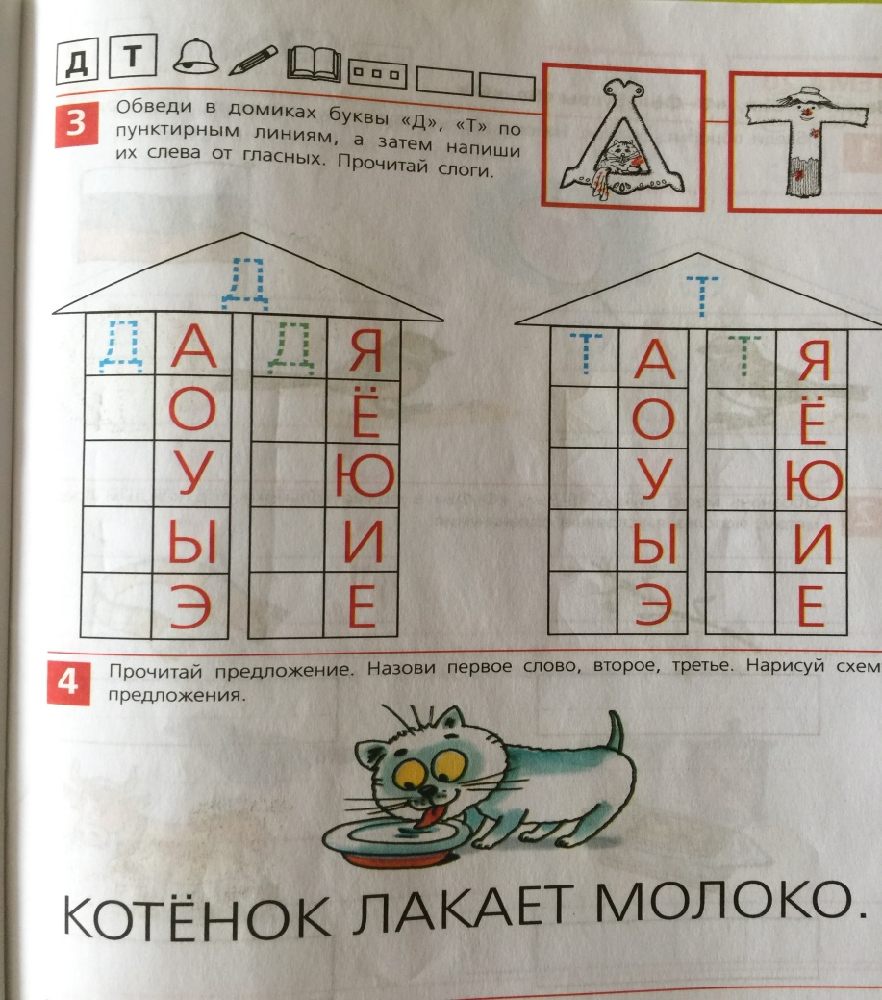 Д Т
3 Обведи в домиках буквы «Д», «Т» по
пунктирным линиям, а затем напиши
их слева от гласных. Прочитай слоги.
Д Т
Д Т
Д А Д Я Т А Т Я
О Ё О Ё
У Ю У Ю
Ы И Ы И
Э Е Э Е
4 Прочитай предложение. Назови первое слово, второе, третье. Нарисуй схем
предложения.
КОТЁНОК ЛАКАЕТ МОЛОКО.